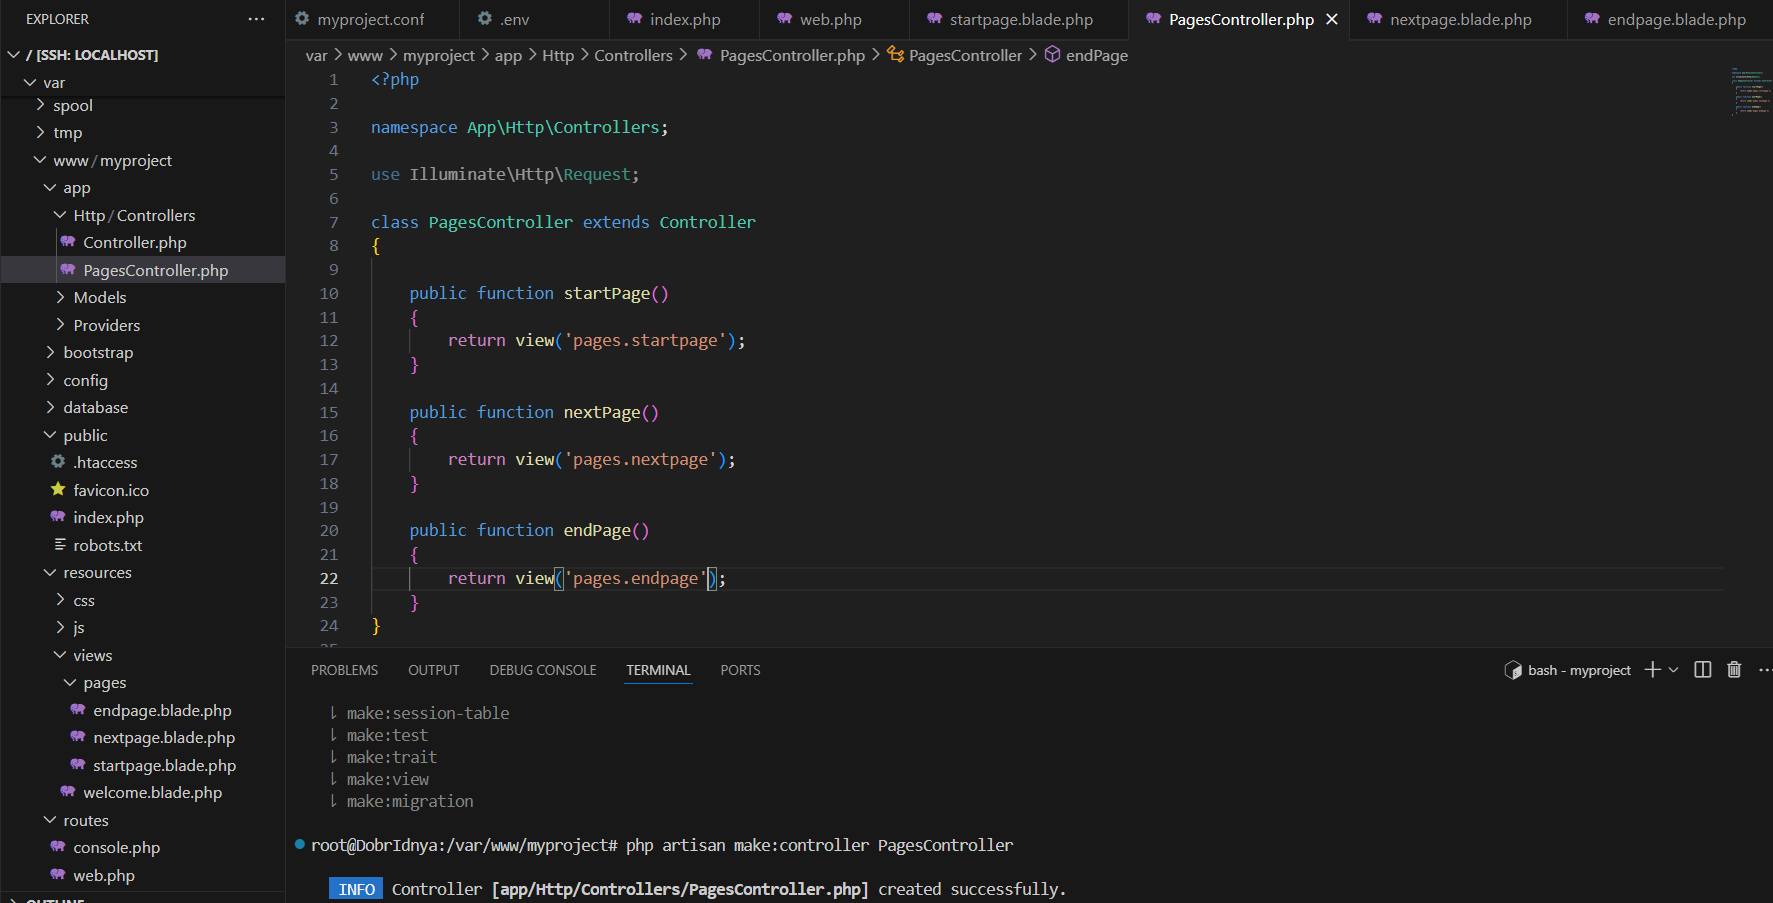 EXPLORER
/ [SSH: LOCALHOST]
var
spool
tmp
www / myproject
app
Http / Controllers
Controller.php
PagesController.php
Models
Providers
bootstrap
config
database
public
.htaccess
favicon.ico
index.php
robots.txt
resources
css
js
views
pages
endpage.blade.php
nextpage.blade.php
startpage.blade.php
welcome.blade.php
routes
console.php
web.php
OUTLINE
myproject.conf
.env
index.php
web.php
startpage.blade.php
PagesController.php
nextpage.blade.php
endpage.blade.php
var > www > myproject > app > Http > Controllers > PagesController.php > PagesController > endPage
1 <?php
2
3 namespace App\Http\Controllers;
4
5 use Illuminate\Http\Request;
6
7 class PagesController extends Controller
8 {
9
10 public function startPage()
11 {
12 return view('pages.startpage');
13 }
14
15 public function nextPage()
16 {
17 return view('pages.nextpage');
18 }
19
20 public function endPage()
21 {
22 return view('pages.endpage');
23 }
24 }
25
PROBLEMS OUTPUT DEBUG CONSOLE TERMINAL PORTS
bash - myproject
⇂ make:session-table
⇂ make:test
⇂ make:trait
⇂ make:view
⇂ make:migration
root@DobrIdnya:/var/www/myproject# php artisan make:controller PagesController
INFO Controller [app/Http/Controllers/PagesController.php] created successfully.